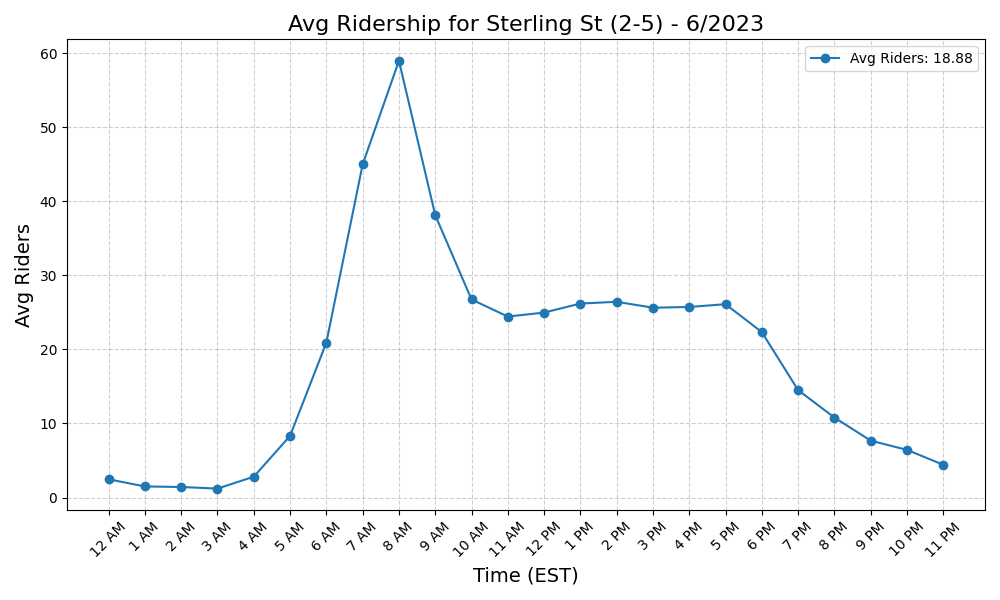 Avg Ridership for Sterling St (2-5) - 6/2023
Avg Riders: 18.88
Avg Riders
60
50
40
30
20
10
0
12 AM
1 AM
2 AM
3 AM
4 AM
5 AM
6 AM
7 AM
8 AM
9 AM
10 AM
11 AM
12 PM
1 PM
2 PM
3 PM
4 PM
5 PM
6 PM
7 PM
8 PM
9 PM
10 PM
11 PM
Time (EST)